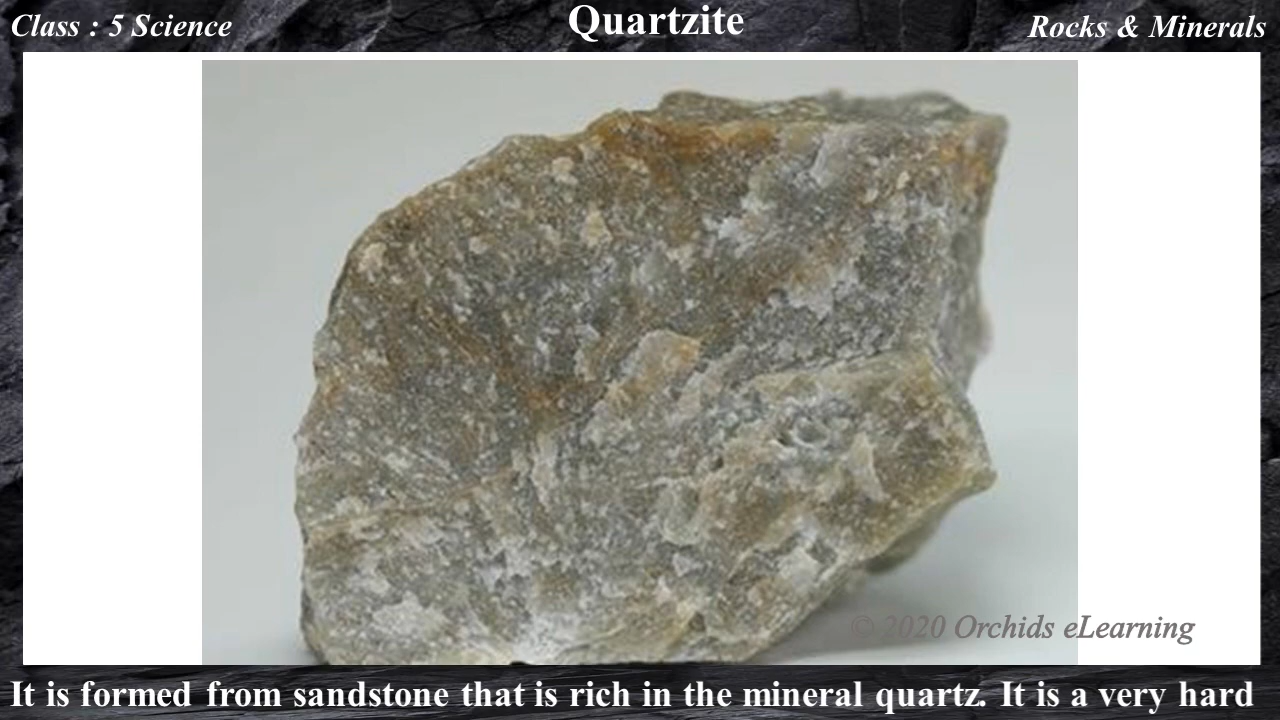 Class : 5 Science
Quartzite
Rocks & Minerals
© 2020 Orchids eLearning
It is formed from sandstone that is rich in the mineral quartz. It is a very hard